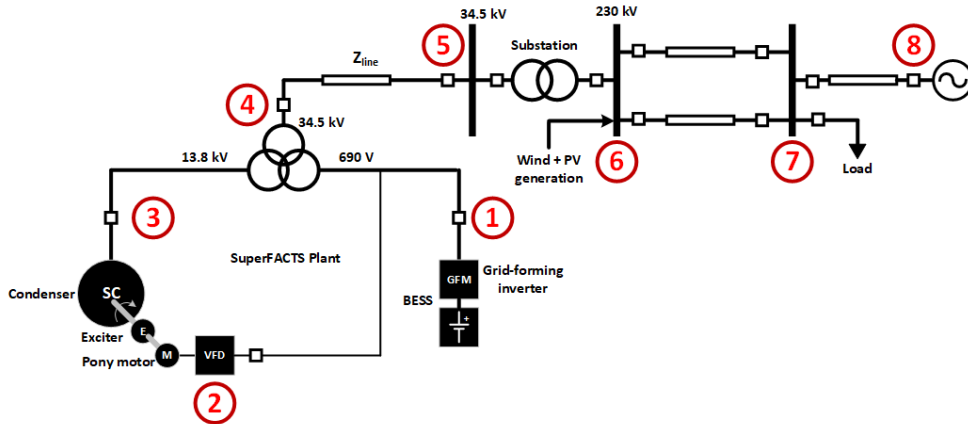 34.5 kV
230 kV
5
Substation
8
Zline
4
34.5 kV
13.8 kV
690 V
Wind + PV
generation
6
7
Load
3
1
SuperFACTS Plant
Condenser
SC
GFM
Grid-forming
inverter
BESS
+
Exciter
E
Pony motor
M
VFD
2